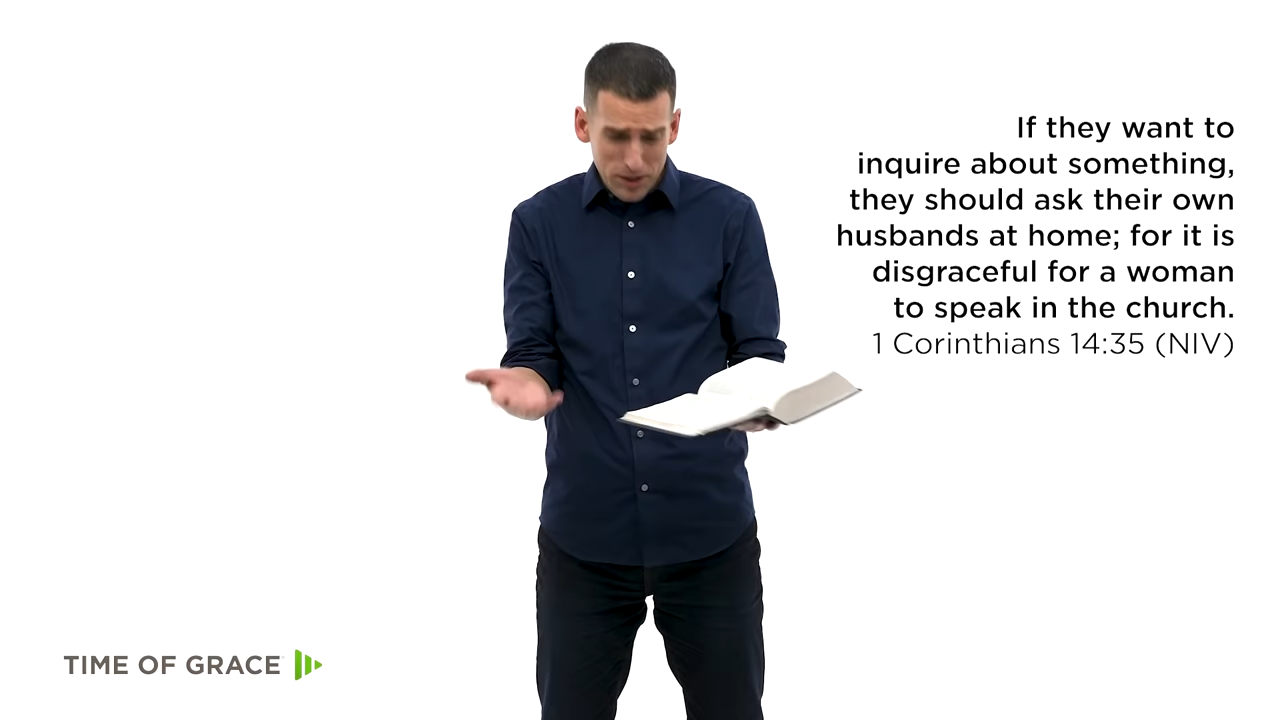 If they want to
inquire about something,
they should ask their own
husbands at home; for it is
disgraceful for a woman
to speak in the church.
1 Corinthians 14:35 (NIV)
TIME OF GRACE